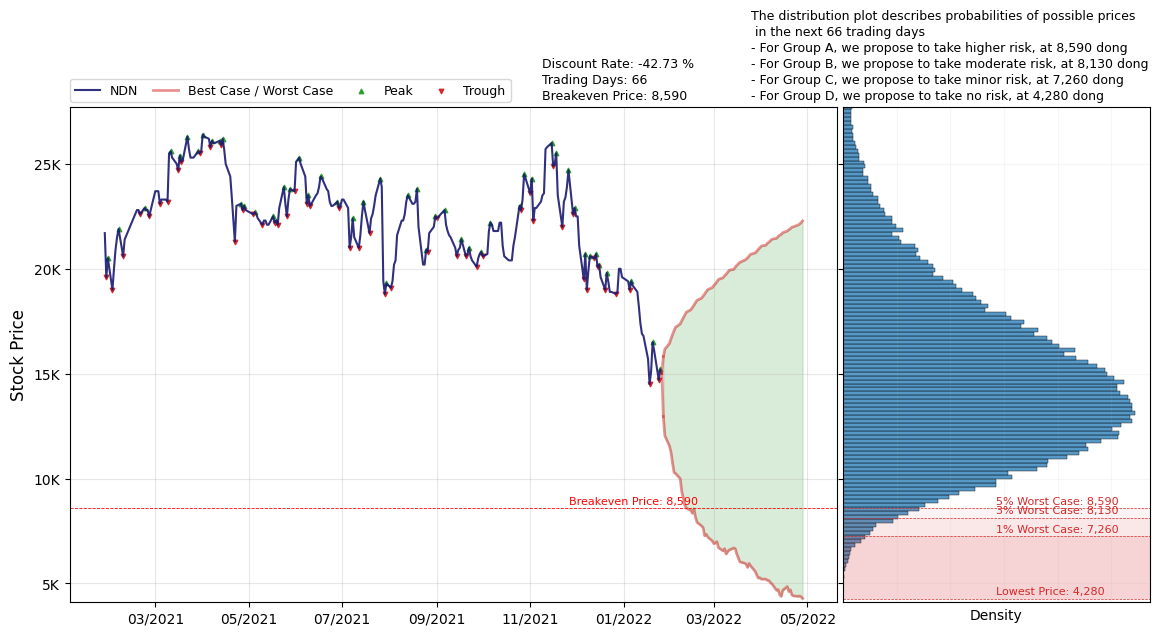 The distribution plot describes probabilities of possible prices
in the next 66 trading days
- For Group A, we propose to take higher risk, at 8,590 dong
- For Group B, we propose to take moderate risk, at 8,130 dong
- For Group C, we propose to take minor risk, at 7,260 dong
- For Group D, we propose to take no risk, at 4,280 dong
Discount Rate: -42.73 %
Trading Days: 66
Breakeven Price: 8,590
NDN
Best Case / Worst Case
Peak
Trough
Stock Price
25K
20K
15K
10K
5K
Breakeven Price: 8,590
03/2021
05/2021
07/2021
09/2021
11/2021
01/2022
03/2022
05/2022
5% Worst Case: 8,590
3% Worst Case: 8,130
1% Worst Case: 7,260
Lowest Price: 4,280
Density